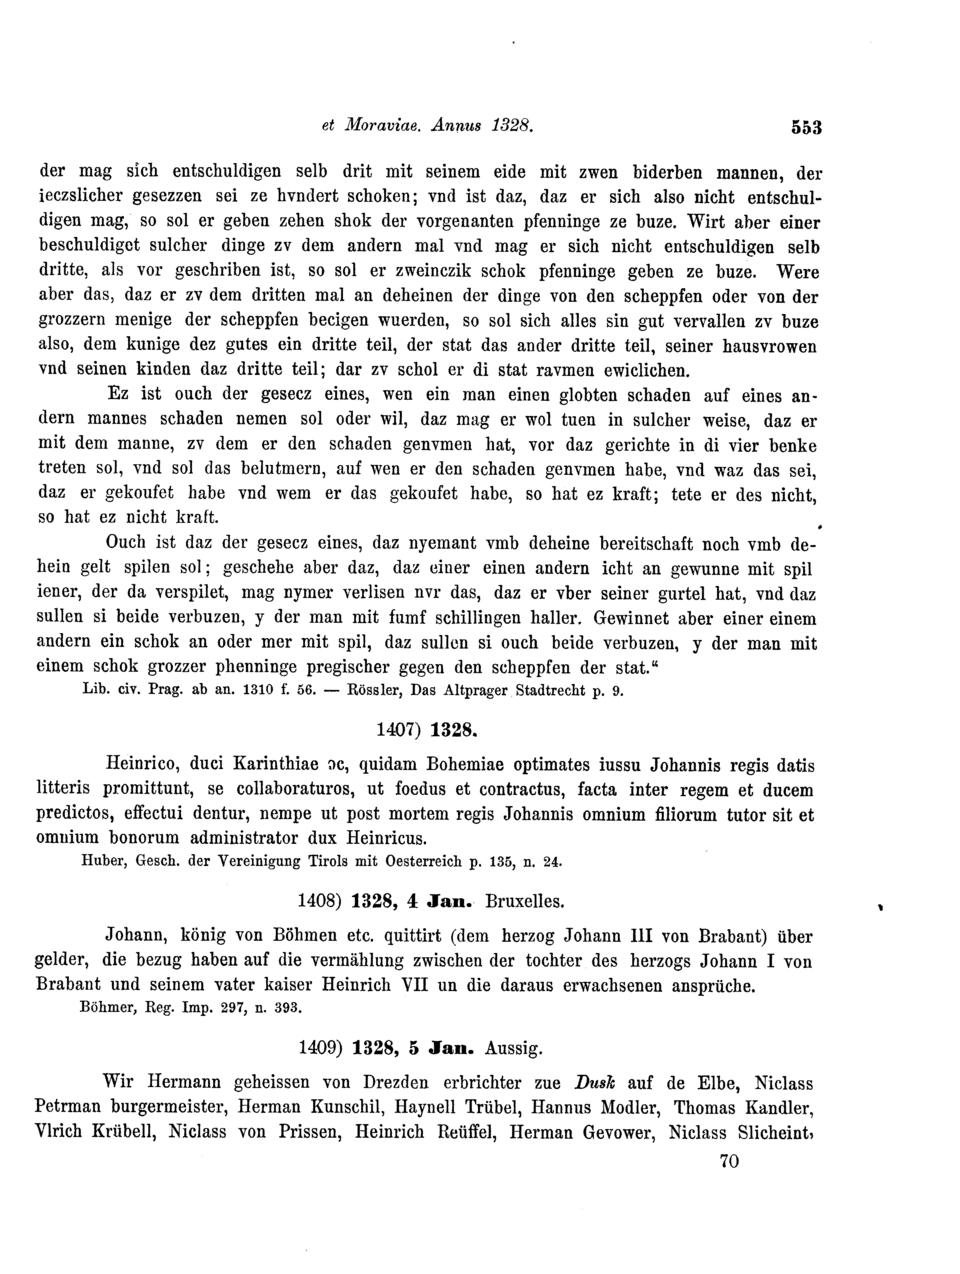 et Moraviae. Annus 1328. 553
der mag sich entschuldigen selb drit mit seinem eide mit zwen biderben mannen, der
ieczslicher gesezzen sei ze hvndert schoken; vnd ist daz, daz er sich also nicht entschul-
digen mag, so sol er geben zehen shok der vorgenanten pfenninge ze buze. Wirt aber einer
beschuldiget sulcher dinge zv dem andern mal vnd mag er sich nicht entschuldigen selb
dritte, als vor geschriben ist, so sol er zweinczik schok pfenninge geben ze buze. Were
aber das, daz er zv dem dritten mal an deheinen der dinge von den scheppfen oder von der
grozzern menige der scheppfen becigen wuerden, so sol sich alles sin gut vervallen zv buze
also, dem kunige dez gutes ein dritte teil, der stat das ander dritte teil, seiner hausvrowen
vnd seinen kinden daz dritte teil; dar zv schol er di stat ravmen ewiclichen.
Ez ist ouch der gesecz eines, wen ein man einen globten schaden auf eines an-
dern mannes schaden nemen sol oder wil, daz mag er wol tuen in sulcher weise, daz er
mit dem manne, zv dem er den schaden genvmen hat, vor daz gerichte in di vier benke
treten sol, vnd sol das belutmern, auf wen er den schaden genvmen habe, vnd waz das sei,
daz er gekoufet habe vnd wem er das gekoufet habe, so hat ez kraft; tete er des nicht,
so hat ez nicht kraft.
Ouch ist daz der gesecz eines, daz nyemant vmb deheine bereitschaft noch vmb de-
hein gelt spilen sol; geschehe aber daz, daz einer einen andern icht an gewunne mit spil
iener, der da verspilet, mag nymer verlisen nvr das, daz er vber seiner gurtel hat, vnd daz
sullen si beide verbuzen, y der man mit fumf schillingen haller. Gewinnet aber einer einem
andern ein schok an oder mer mit spil, daz sullen si ouch beide verbuzen, y der man mit
einem schok grozzer phenninge pregischer gegen den scheppfen der stat.“
Lib. civ. Prag. ab an. 1310 f. 56. — Rössler, Das Altprager Stadtrecht p. 9.
1407) 1328.
Heinrico, duci Karinthiae ɔc, quidam Bohemiae optimates iussu Johannis regis datis
litteris promittunt, se collaboraturos, ut foedus et contractus, facta inter regem et ducem
predictos, effectui dentur, nempe ut post mortem regis Johannis omnium filiorum tutor sit et
omnium bonorum administrator dux Heinricus.
Huber, Gesch. der Vereinigung Tirols mit Oesterreich p. 135, n. 24.
1408) 1328, 4 Jan. Bruxelles.
Johann, könig von Böhmen etc. quittirt (dem herzog Johann III von Brabant) über
gelder, die bezug haben auf die vermählung zwischen der tochter des herzogs Johann I von
Brabant und seinem vater kaiser Heinrich VII un die daraus erwachsenen ansprüche.
Böhmer, Reg. Imp. 297, n. 393.
1409) 1328, 5 Jan. Aussig.
Wir Hermann geheissen von Drezden erbrichter zue Dusk auf de Elbe, Niclass
Petrman burgermeister, Herman Kunschil, Haynell Trübel, Hannus Modler, Thomas Kandler,
Vlrich Krübell, Niclass von Prissen, Heinrich Reüffel, Herman Gevower, Niclass Slicheint,
70